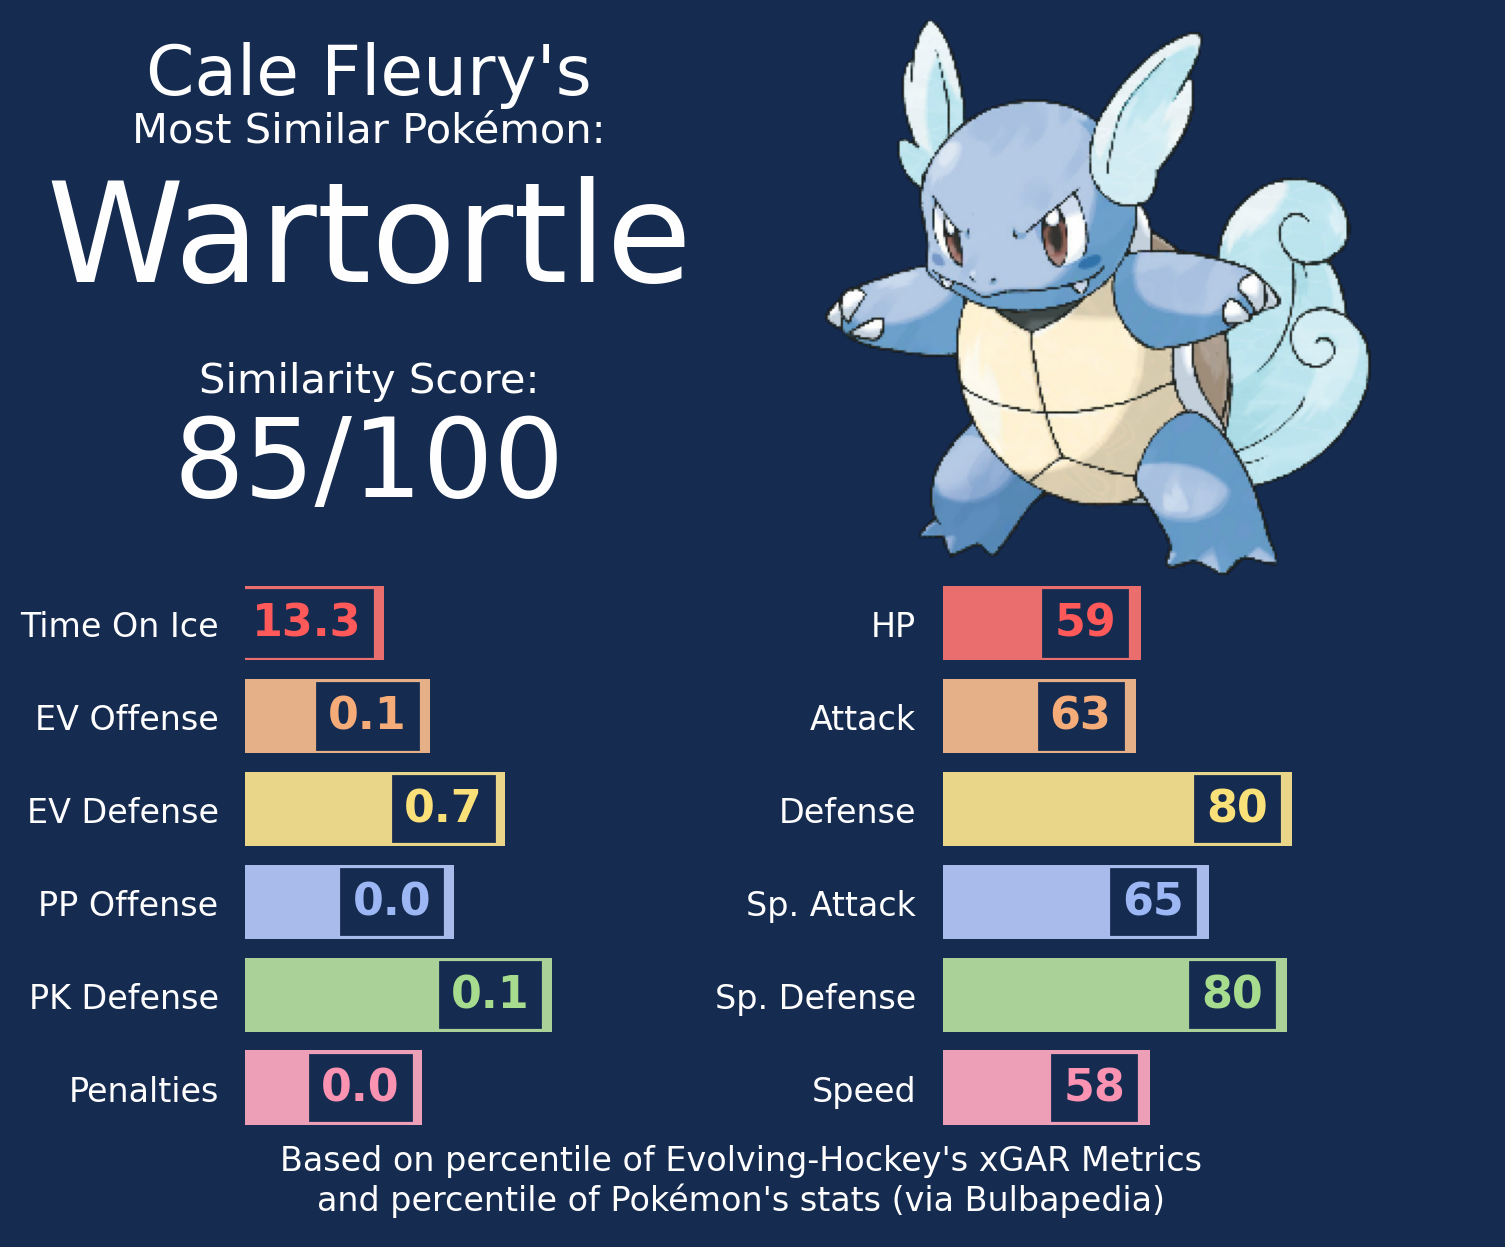 Cale Fleury's
Most Similar Pokémon:
Wartortle
Similarity Score:
85/100
Time On Ice 13.3
EV Offense 0.1
EV Defense 0.7
PP Offense 0.0
PK Defense 0.1
Penalties 0.0
HP 59
Attack 63
Defense 80
Sp. Attack 65
Sp. Defense 80
Speed 58
Based on percentile of Evolving-Hockey's xGAR Metrics
and percentile of Pokémon's stats (via Bulbapedia)